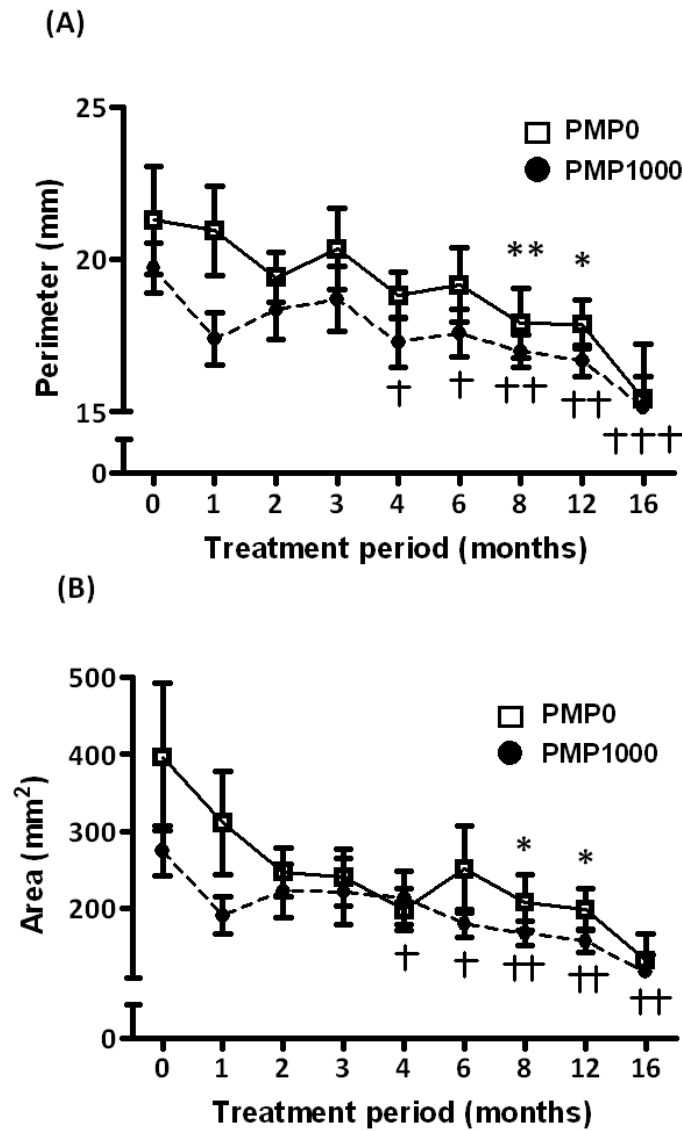 (A)
25
20
15
0
Perimeter (mm)
PMP0
PMP1000
** *
† † †† †† †††
0 1 2 3 4 6 8 12 16
Treatment period (months)
(B)
500
400
300
200
0
Area (mm²)
PMP0
PMP1000
* *
† † †† †† ††
0 1 2 3 4 6 8 12 16
Treatment period (months)